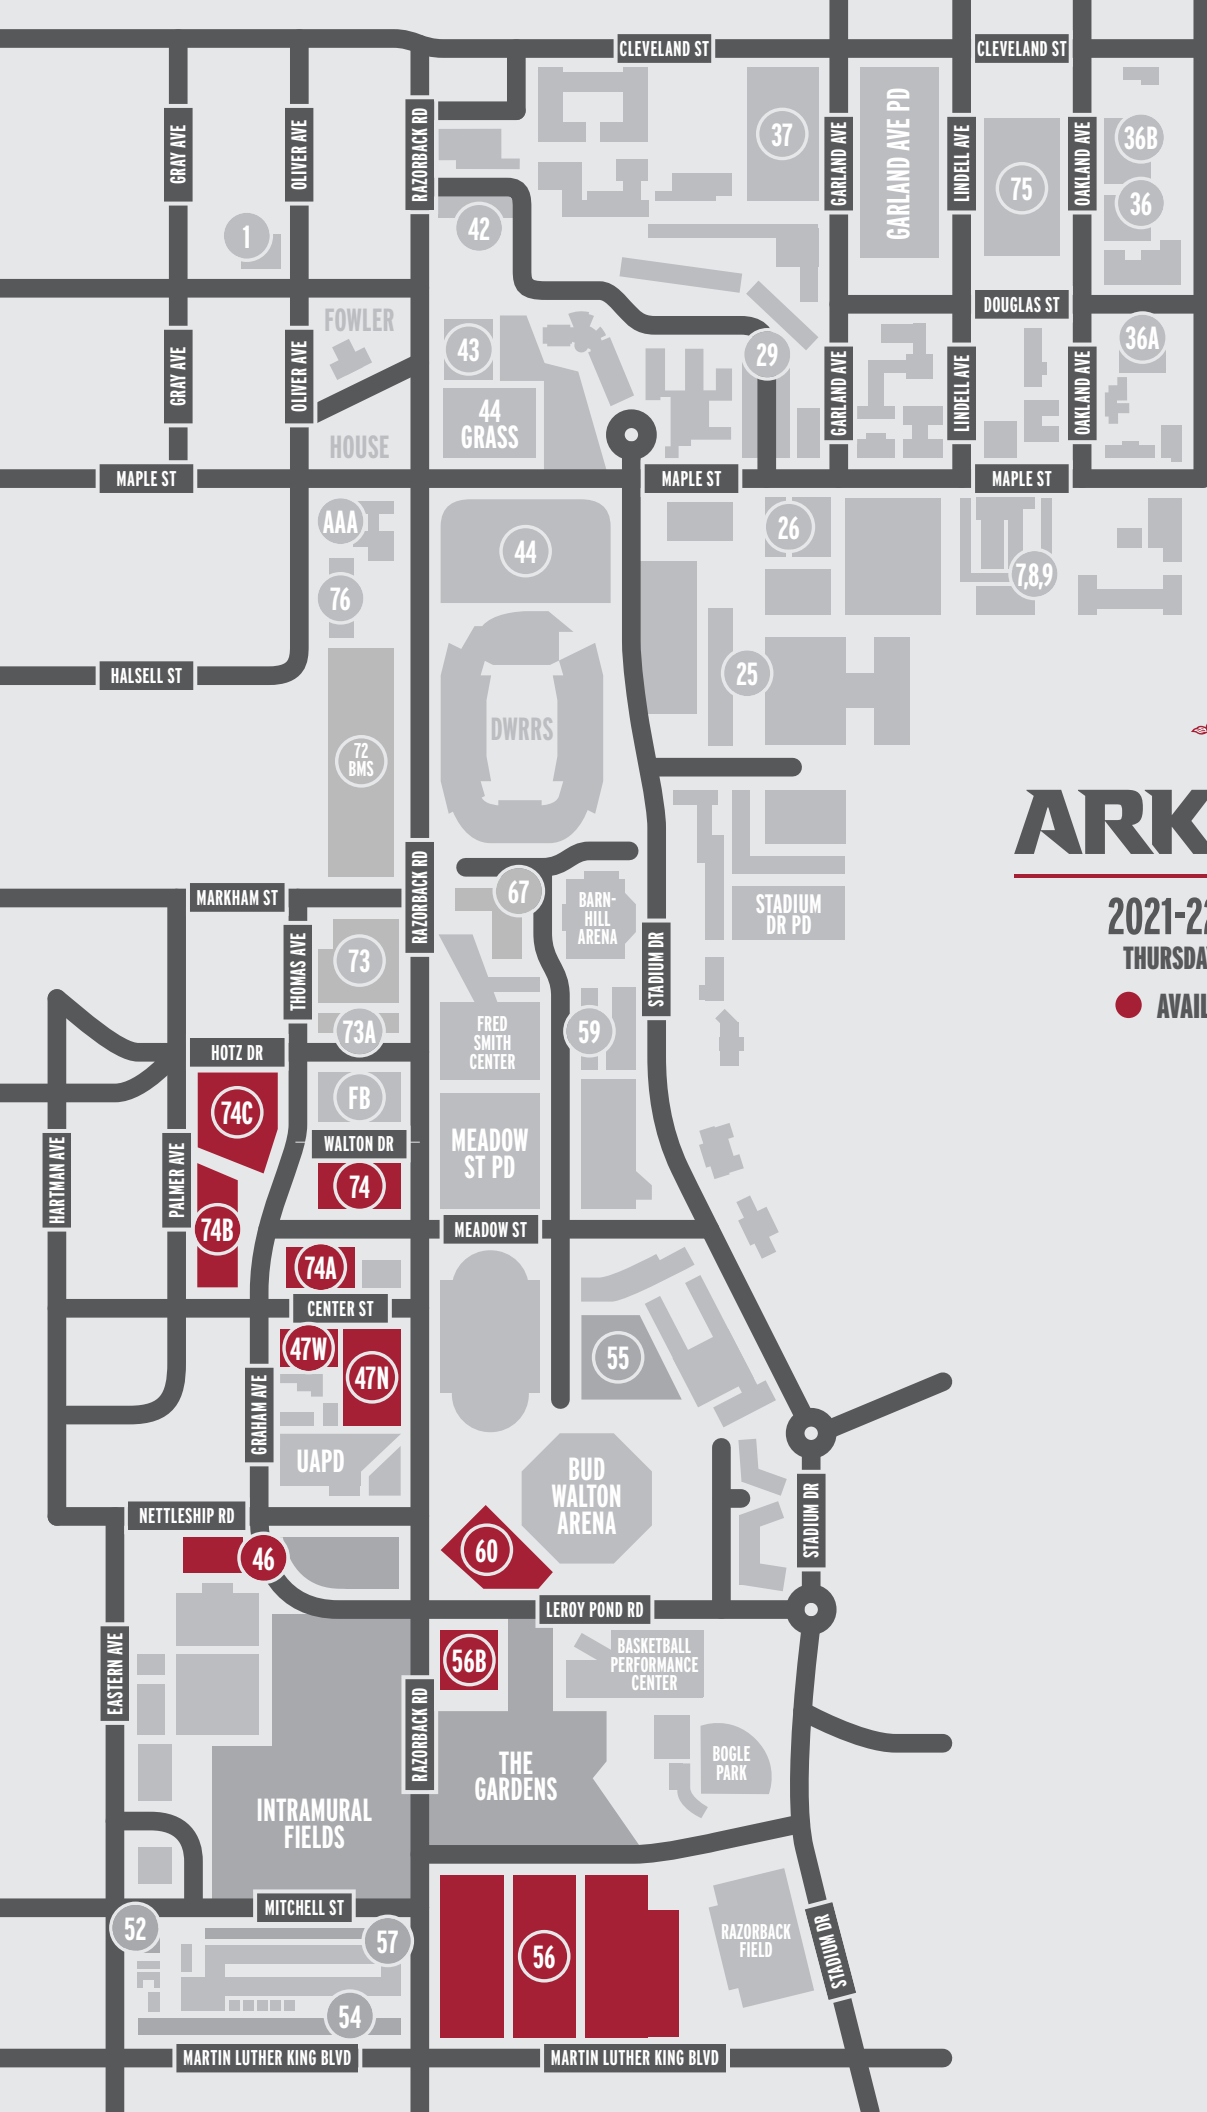 CLEVELAND ST
CLEVELAND ST
GRAY AVE
OLIVER AVE
RAZORBACK RD
37
GARLAND AVE
GARLAND AVE PD
LINDELL AVE
75
OAKLAND AVE
36B
36
1
42
DOUGLAS ST
FOWLER
HOUSE
GRAY AVE
OLIVER AVE
43
44
GRASS
29
GARLAND AVE
LINDELL AVE
OAKLAND AVE
36A
MAPLE ST
MAPLE ST
MAPLE ST
AAA
44
26
7,8,9
76
HALSELL ST
25
DWRRS
72
BMS
ARK
2021-22
THURSDA
AVAIL
MARKHAM ST
RAZORBACK RD
67
BARN-
HILL
ARENA
STADIUM
DR PD
THOMAS AVE
73
STADIUM DR
73A
FRED
SMITH
CENTER
59
HOTZ DR
74C
FB
WALTON DR
MEADOW
ST PD
HARTMAN AVE
PALMER AVE
74
74B
MEADOW ST
74A
CENTER ST
47W
47N
55
GRAHAM AVE
UAPD
BUD
WALTON
ARENA
NETTLESHIP RD
STADIUM DR
46
60
LEROY POND RD
EASTERN AVE
56B
BASKETBALL
PERFORMANCE
CENTER
RAZORBACK RD
THE
GARDENS
BOGLE
PARK
INTRAMURAL
FIELDS
MITCHELL ST
52
57
56
RAZORBACK
FIELD
STADIUM DR
54
MARTIN LUTHER KING BLVD
MARTIN LUTHER KING BLVD